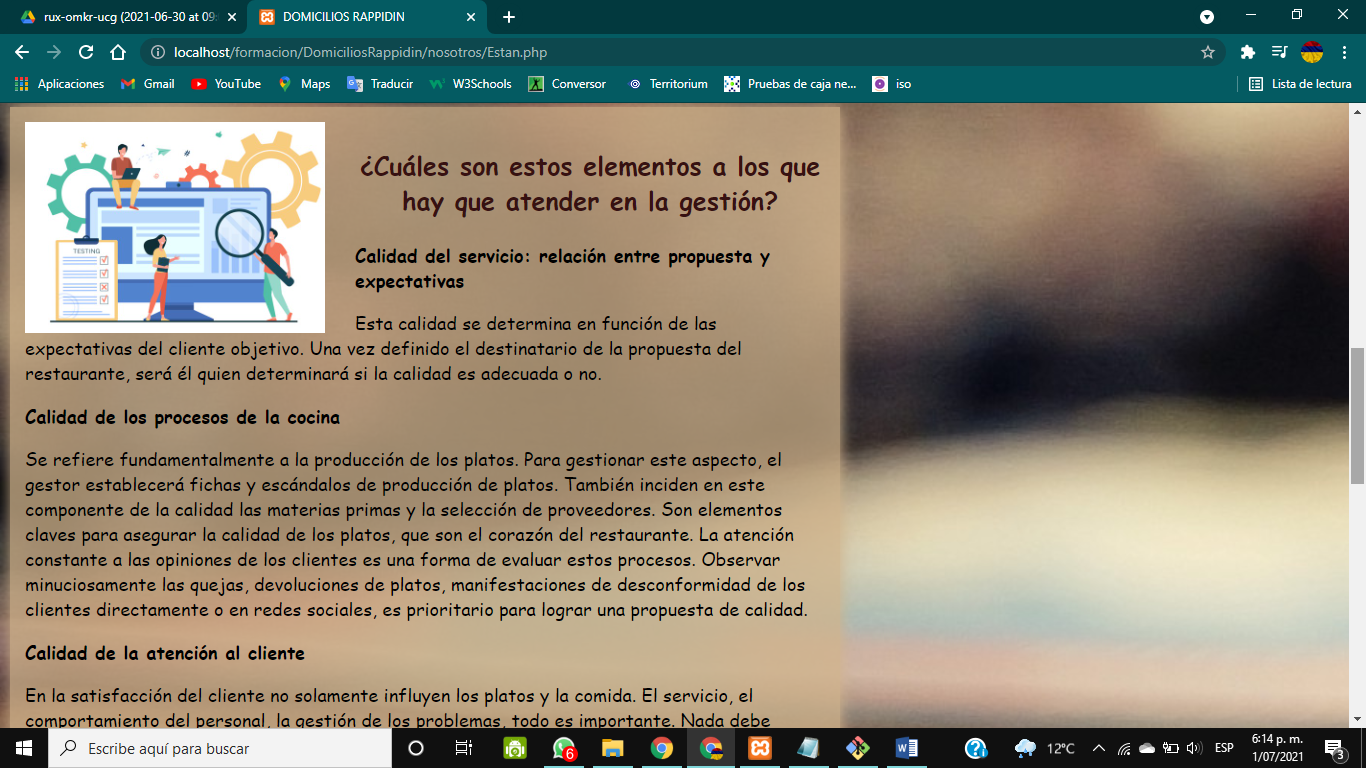 rux-omkr-ucg (2021-06-30 at 09:
DOMICILIOS RAPPIDIN
localhost/formacion/DomiciliosRappidin/nosotros/Estan.php
Aplicaciones
Gmail
YouTube
Maps
Traducir
W3Schools
Conversor
Territorium
Pruebas de caja ne...
iso
Lista de lectura
TESTING
¿Cuáles son estos elementos a los que
hay que atender en la gestión?
Calidad del servicio: relación entre propuesta y
expectativas
Esta calidad se determina en función de las
expectativas del cliente objetivo. Una vez definido el destinatario de la propuesta del
restaurante, será él quien determinará si la calidad es adecuada o no.
Calidad de los procesos de la cocina
Se refiere fundamentalmente a la producción de los platos. Para gestionar este aspecto, el
gestor establecerá fichas y escándalos de producción de platos. También inciden en este
componente de la calidad las materias primas y la selección de proveedores. Son elementos
claves para asegurar la calidad de los platos, que son el corazón del restaurante. La atención
constante a las opiniones de los clientes es una forma de evaluar estos procesos. Observar
minuciosamente las quejas, devoluciones de platos, manifestaciones de desconformidad de los
clientes directamente o en redes sociales, es prioritario para lograr una propuesta de calidad.
Calidad de la atención al cliente
En la satisfacción del cliente no solamente influyen los platos y la comida. El servicio, el
comportamiento del personal, la gestión de los problemas, todo es importante. Nada debe
Escribe aquí para buscar
6
12°C
ESP
6:14 p. m.
1/07/2021
3